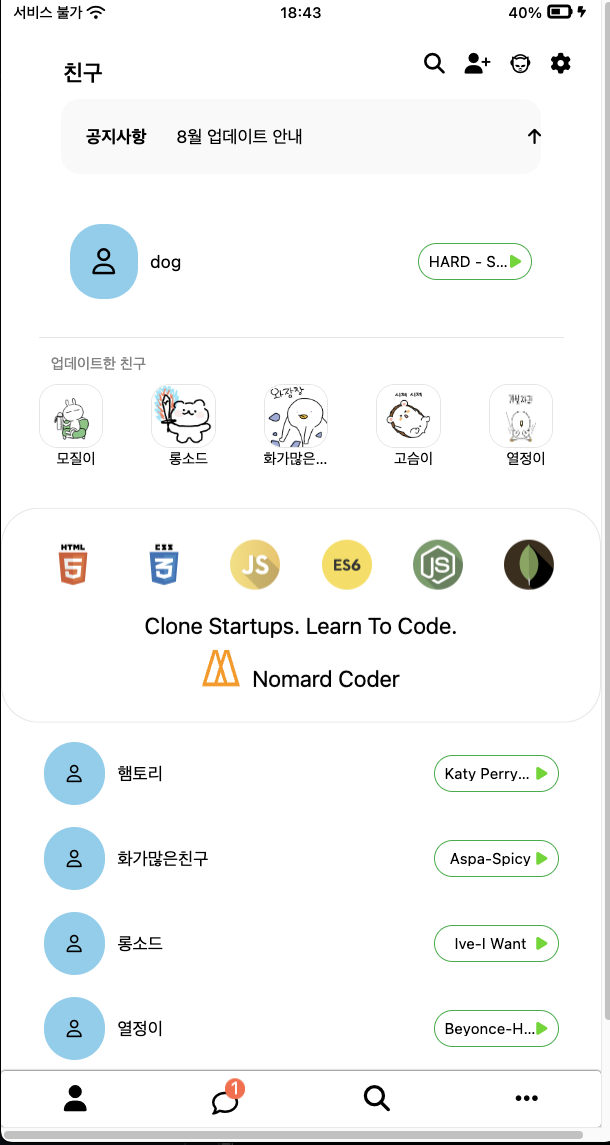 서비스 불가 18:43 40%
친구
공지사항 8월 업데이트 안내
dog HARD - S...
업데이트한 친구
와장창
모질이 롱소드 화가많은... 고슴이 열정이
HTML 5 CSS 3 JS ES6 JS
Clone Startups. Learn To Code.
Nomard Coder
햄토리 Katy Perry...
화가많은친구 Aspa-Spicy
롱소드 Ive-I Want
열정이 Beyonce-H...
1